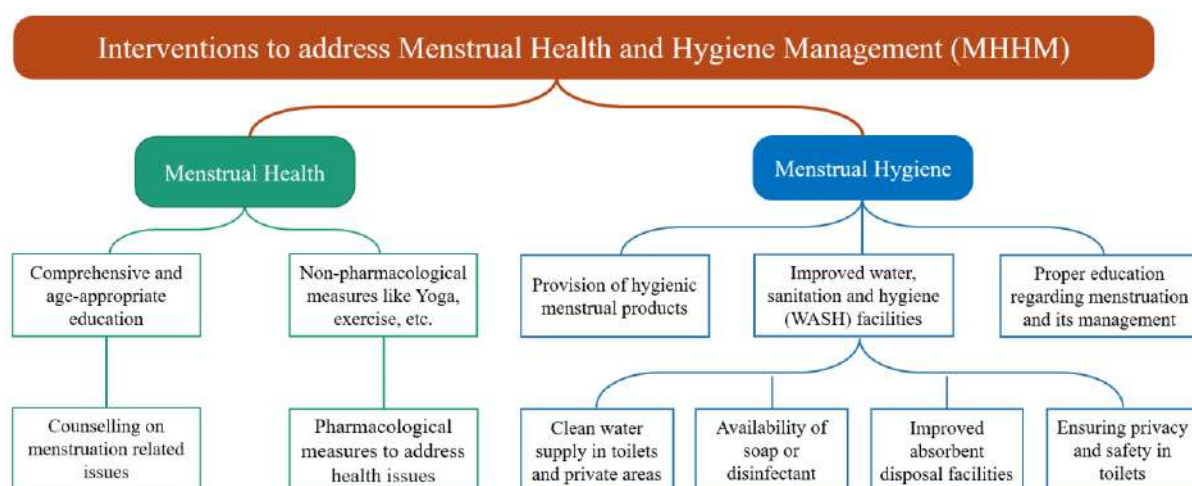 Interventions to address Menstrual Health and Hygiene Management (MHHM)
Menstrual Health
Menstrual Hygiene
Comprehensive and
age-appropriate
education
Non-pharmacological
measures like Yoga,
exercise, etc.
Provision of hygienic
menstrual products
Improved water,
sanitation and hygiene
(WASH) facilities
Proper education
regarding menstruation
and its management
Counselling on
menstruation related
issues
Pharmacological
measures to address
health issues
Clean water
supply in toilets
and private areas
Availability of
soap or
disinfectant
Improved
absorbent
disposal facilities
Ensuring privacy
and safety in
toilets